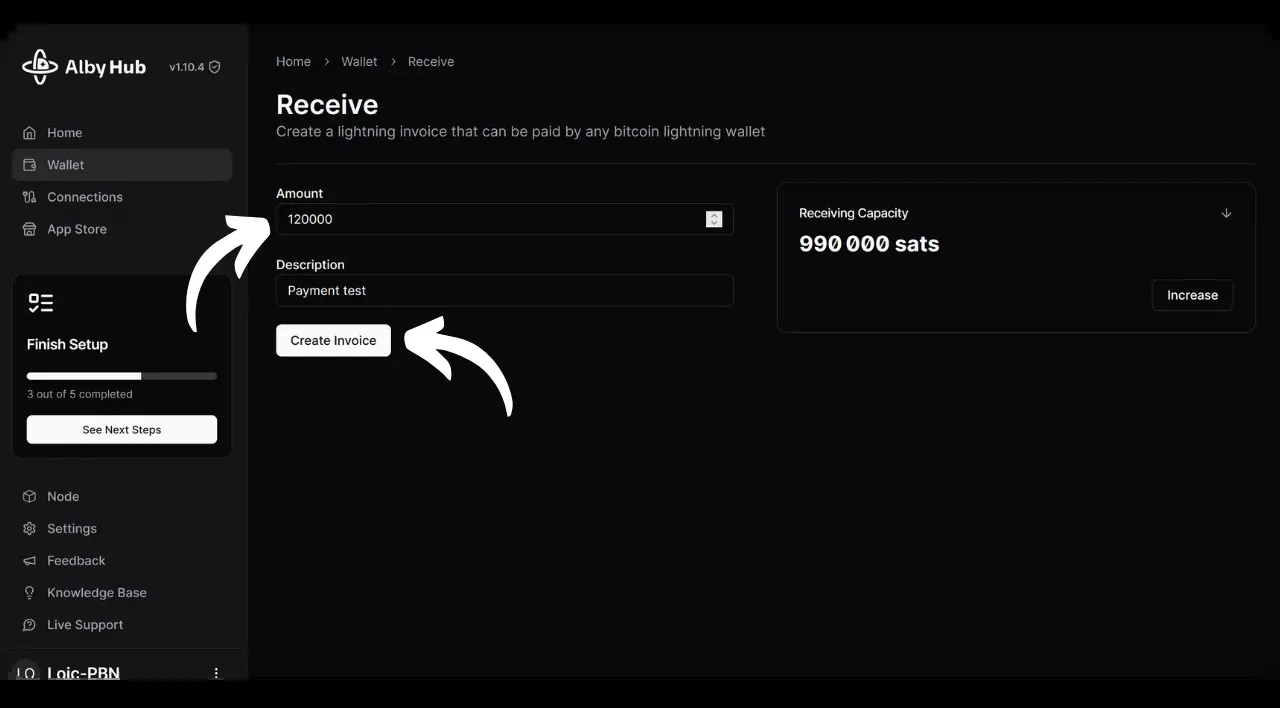 Alby Hub v1.10.4
Home
Wallet
Connections
App Store
Finish Setup
3 out of 5 completed
See Next Steps
Node
Settings
Feedback
Knowledge Base
Live Support
LO Loic-PBN
Home > Wallet > Receive
Receive
Create a lightning invoice that can be paid by any bitcoin lightning wallet
Amount
120000
Description
Payment test
Create Invoice
Receiving Capacity
990 000 sats
Increase